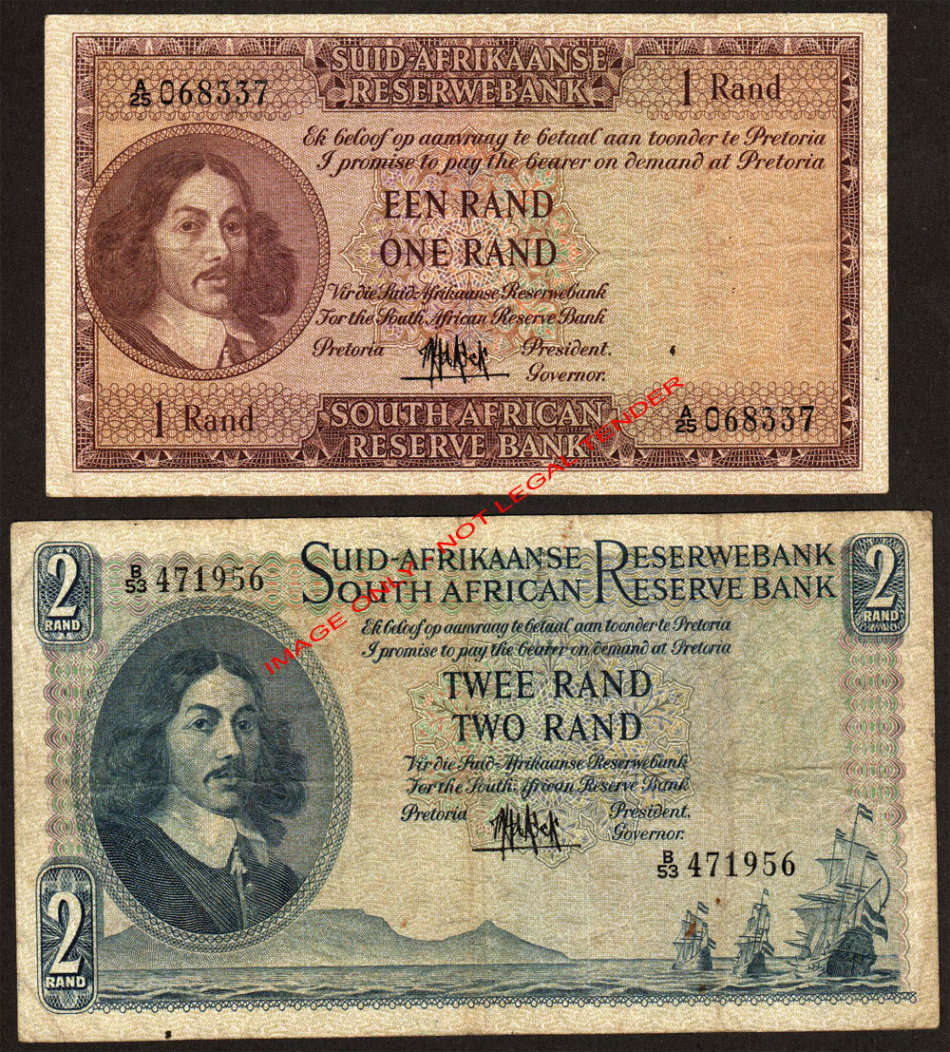 SUID-AFRIKAANSE
RESERWEBANK
A/25 068337
1 Rand
Ek beloof op aanvraag te betaal aan toonder te Pretoria
I promise to pay the bearer on demand at Pretoria
EEN RAND
ONE RAND
Vir die Suid-Afrikaanse Reserwebank
For the South African Reserve Bank
Pretoria President.
Governor.
1 Rand
SOUTH AFRICAN
RESERVE BANK
A/25 068337
IMAGE ONLY NOT LEGAL TENDER
2
RAND
B/53 471956
SUID-AFRIKAANSE RESERWEBANK
SOUTH AFRICAN RESERVE BANK
2
RAND
Ek beloof op aanvraag te betaal aan toonder te Pretoria
I promise to pay the bearer on demand at Pretoria
TWEE RAND
TWO RAND
Vir die Suid-Afrikaanse Reserwebank
For the South African Reserve Bank
Pretoria President.
Governor.
B/53 471956
2
RAND